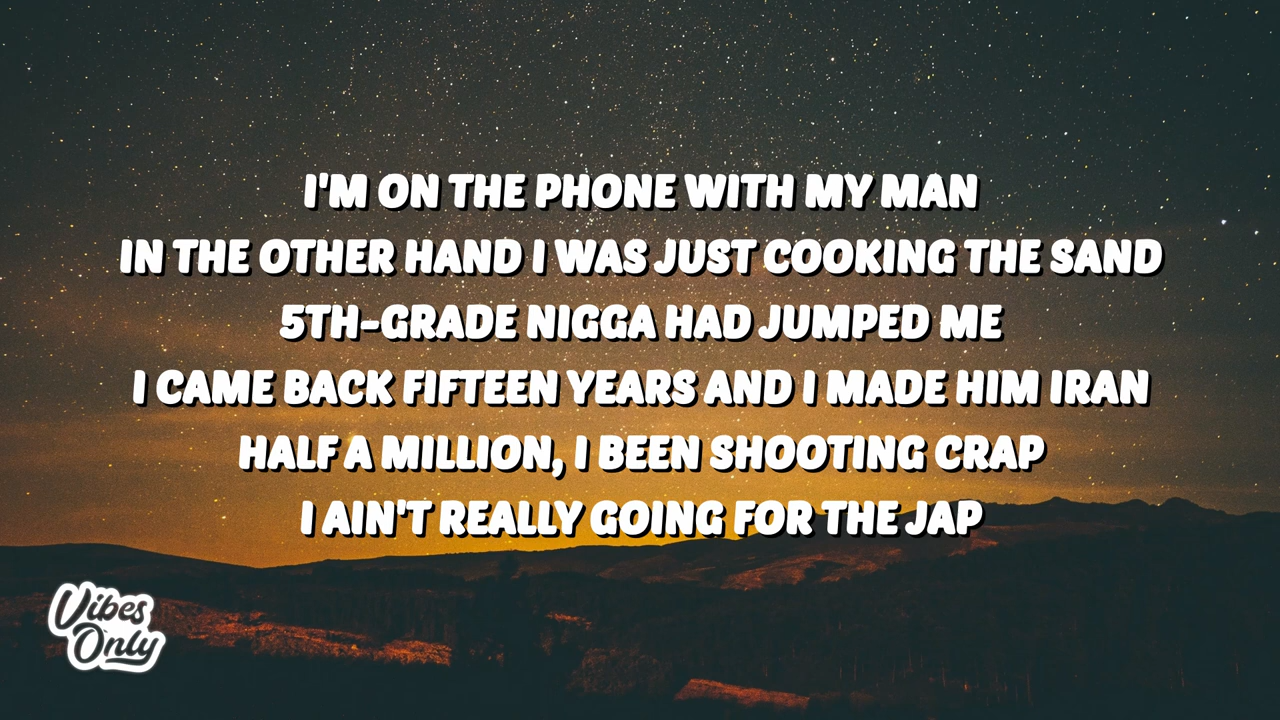 I'M ON THE PHONE WITH MY MAN
IN THE OTHER HAND I WAS JUST COOKING THE SAND
5TH-GRADE NIGGA HAD JUMPED ME
I CAME BACK FIFTEEN YEARS AND I MADE HIM IRAN
HALF A MILLION, I BEEN SHOOTING CRAP
I AIN'T REALLY GOING FOR THE JAP
Vibes
Only